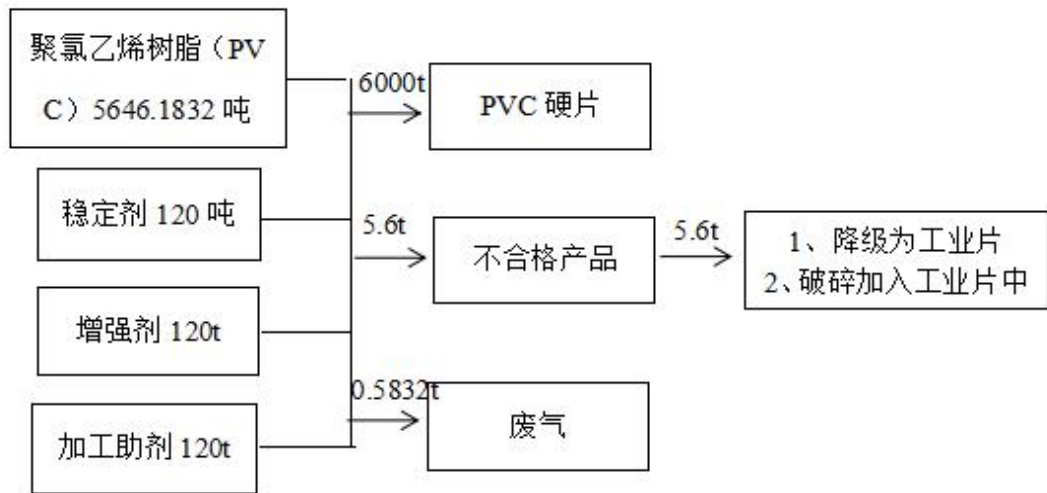 聚氯乙烯树脂（PV
C）5646.1832 吨
6000t
PVC 硬片
稳定剂 120 吨
5.6t
不合格产品
5.6t
1、降级为工业片
2、破碎加入工业片中
增强剂 120t
0.5832t
废气
加工助剂 120t